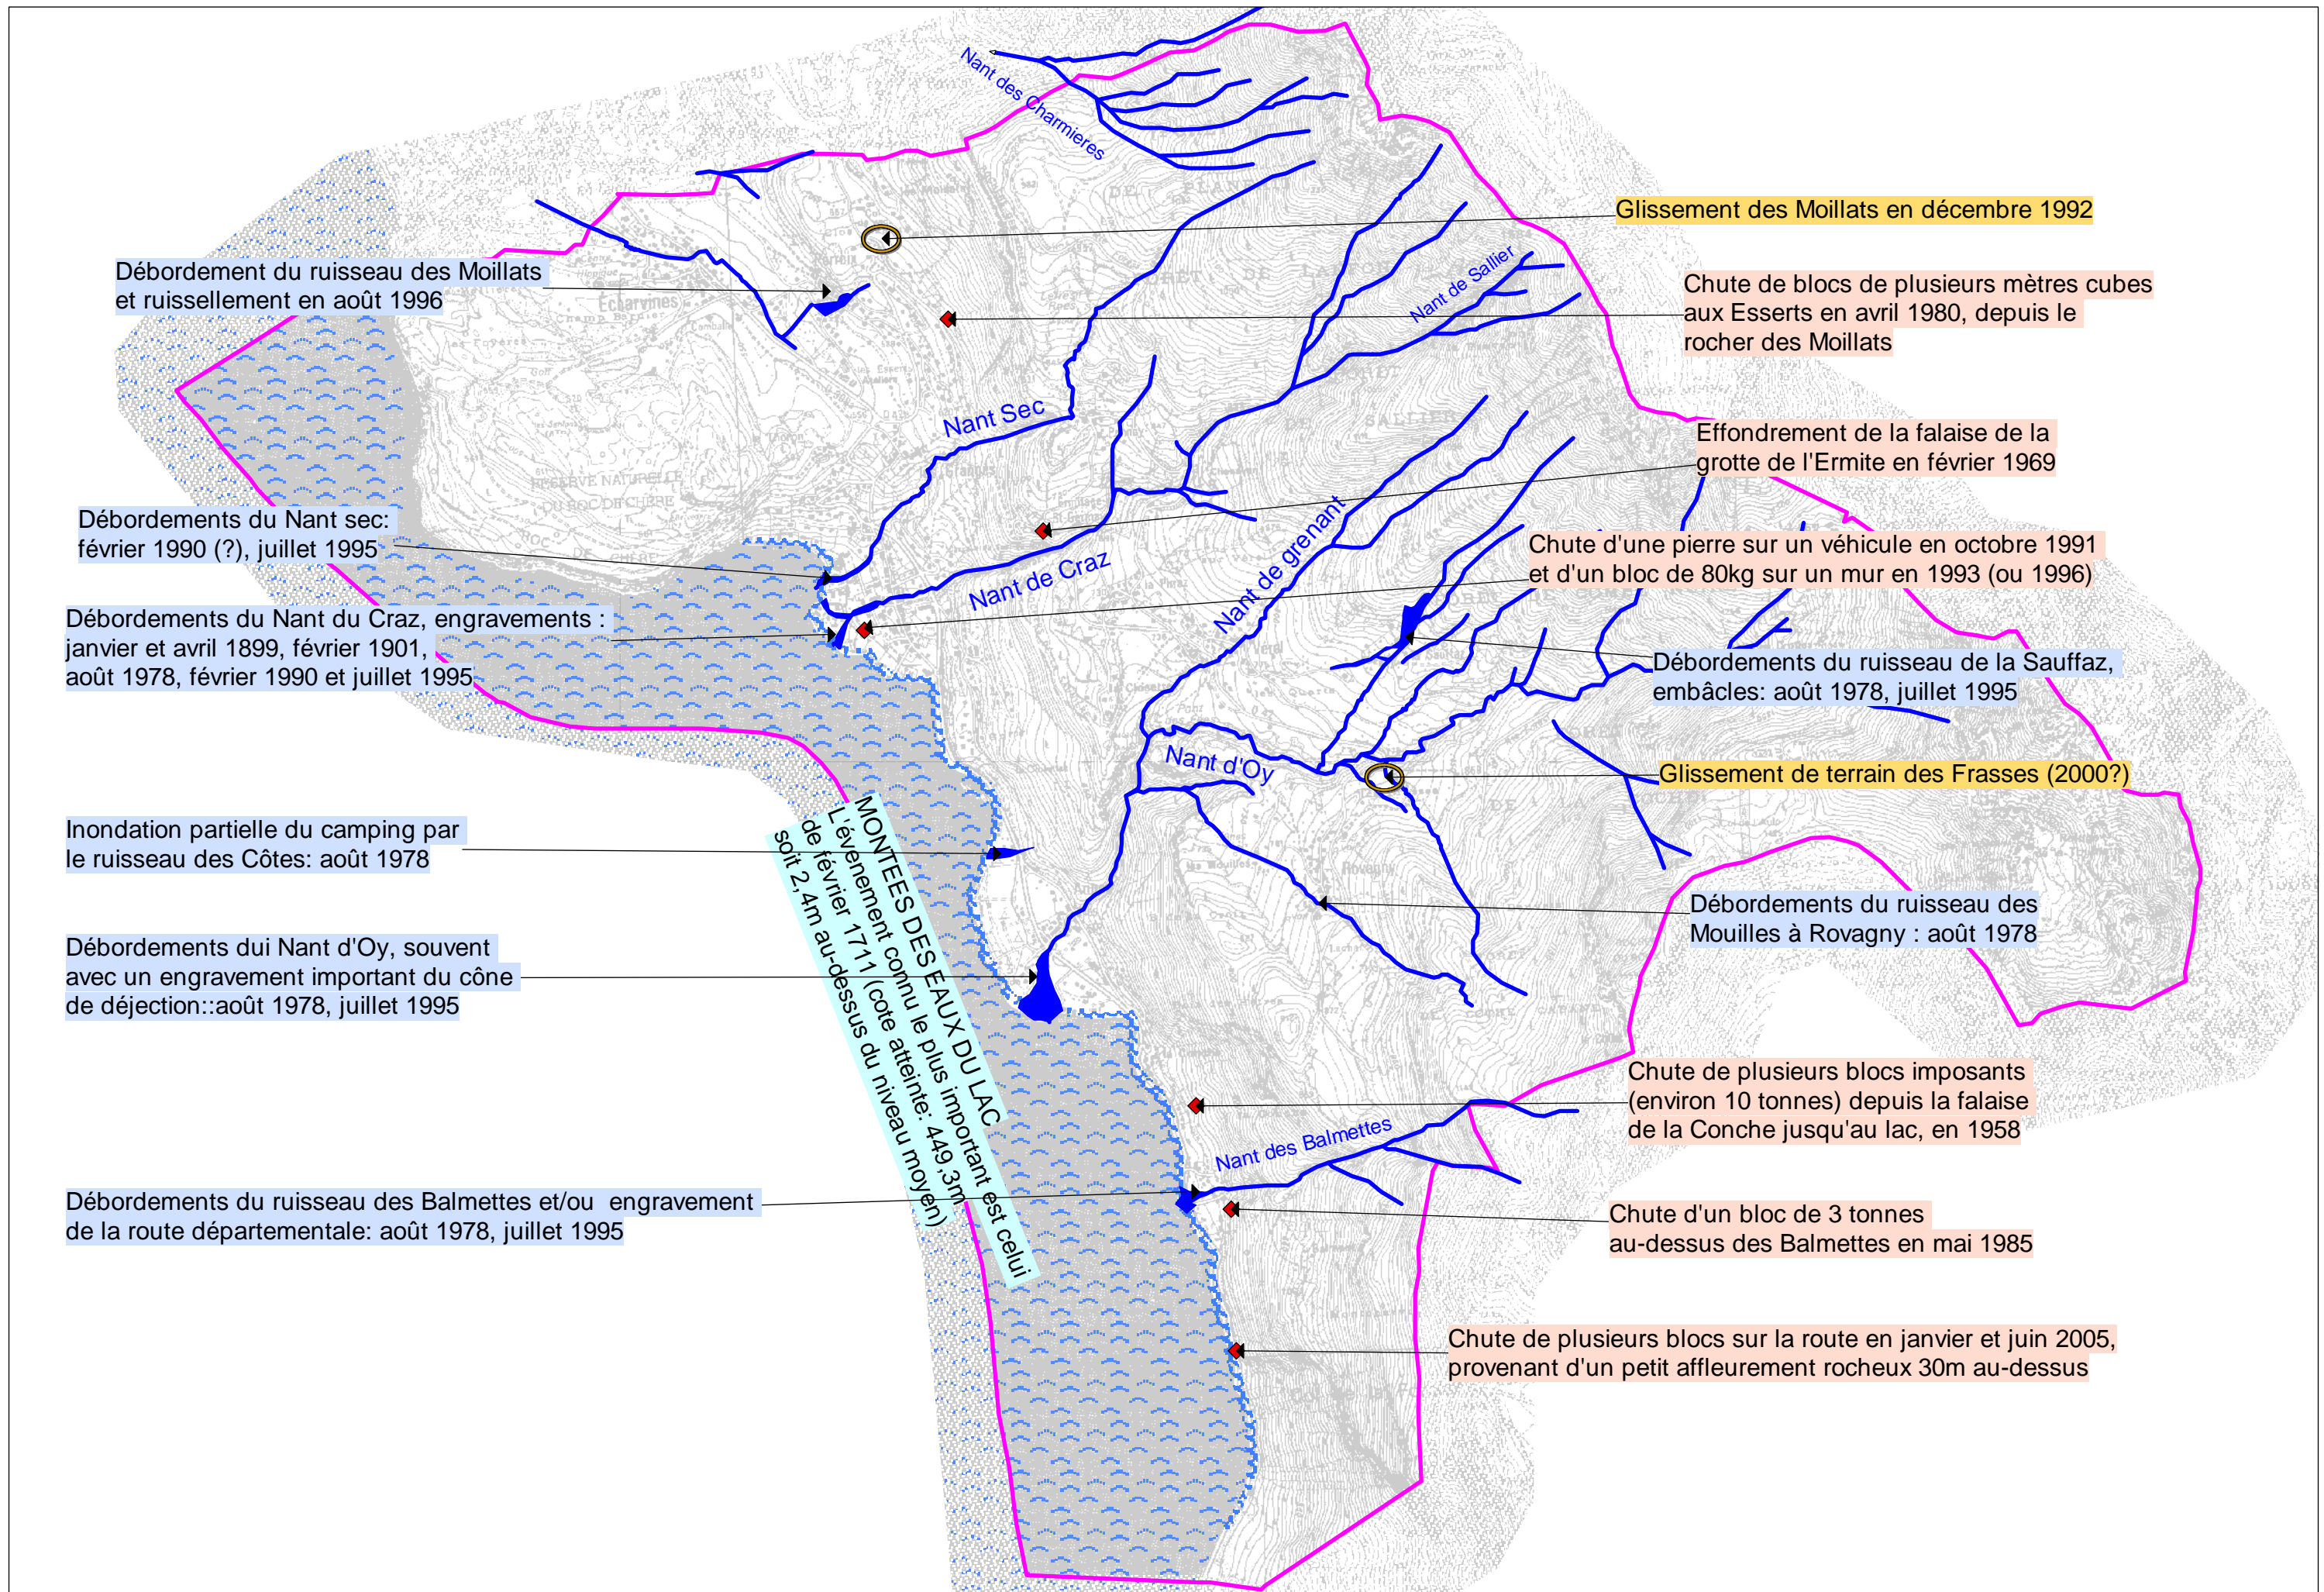 Nant des Charmieres
Glissement des Moillats en décembre 1992
Débordement du ruisseau des Moillats
et ruissellement en août 1996
Echarvines
Nant de Sallier
Chute de blocs de plusieurs mètres cubes
aux Esserts en avril 1980, depuis le
rocher des Moillats
Nant Sec
Effondrement de la falaise de la
grotte de l'Ermite en février 1969
RESERVE NATURELLE
DU ROC DE CHERE
ROC DE CHERE
Débordements du Nant sec:
février 1990 (?), juillet 1995
Nant de Craz
Nant de grenant
Chute d'une pierre sur un véhicule en octobre 1991
et d'un bloc de 80kg sur un mur en 1993 (ou 1996)
Débordements du Nant du Craz, engravements :
janvier et avril 1899, février 1901,
août 1978, février 1990 et juillet 1995
Débordements du ruisseau de la Sauffaz,
embâcles: août 1978, juillet 1995
Nant d'Oy
Glissement de terrain des Frasses (2000?)
Inondation partielle du camping par
le ruisseau des Côtes: août 1978
MONTEES DES EAUX DU LAC
L'évenement connu le plus important est celui
de février 1711 (cote atteinte: 449,3m
soit 2,4m au-dessus du niveau moyen)
Rovagny
Débordements du ruisseau des
Mouilles à Rovagny : août 1978
Débordements dui Nant d'Oy, souvent
avec un engravement important du cône
de déjection::août 1978, juillet 1995
Chute de plusieurs blocs imposants
(environ 10 tonnes) depuis la falaise
de la Conche jusqu'au lac, en 1958
Nant des Balmettes
Débordements du ruisseau des Balmettes et/ou engravement
de la route départementale: août 1978, juillet 1995
Chute d'un bloc de 3 tonnes
au-dessus des Balmettes en mai 1985
Chute de plusieurs blocs sur la route en janvier et juin 2005,
provenant d'un petit affleurement rocheux 30m au-dessus